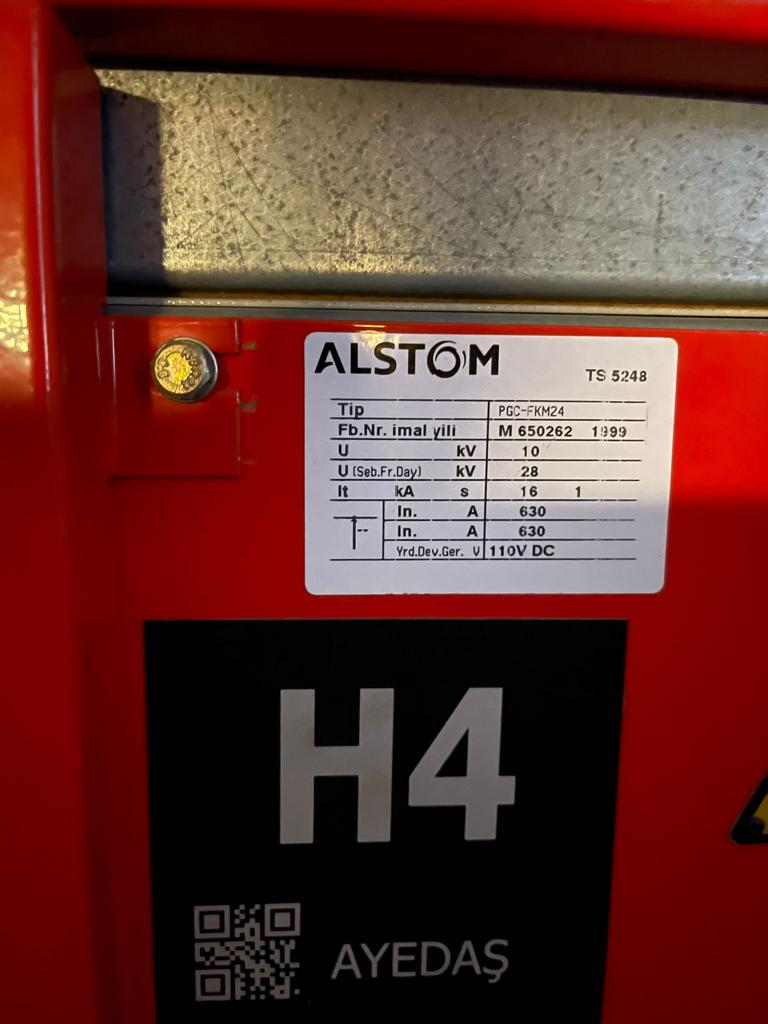 ALSTOM
TS 5248
Tip PGC-FKM24
Fb.Nr. imal yili M 650262 1999
U kV 10
U (Seb.Fr.Day) kV 28
It kA s 16 1
In. A 630
In. A 630
Yrd.Dev.Ger. V 110V DC
H4
AYEDAŞ